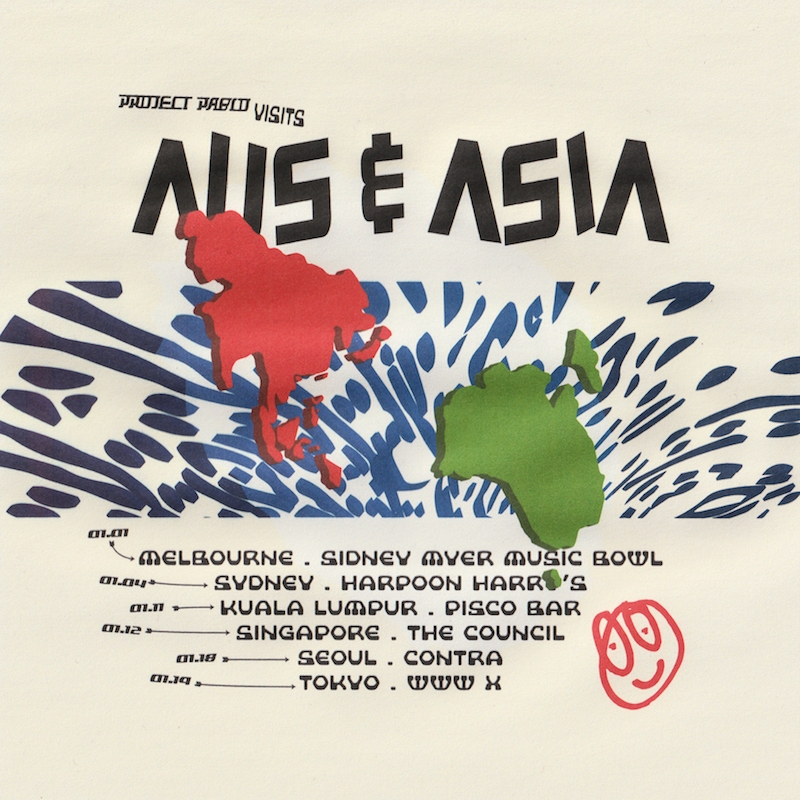 PROJECT PABLO VISITS
AUS & ASIA
01.01
MELBOURNE . SIDNEY MYER MUSIC BOWL
01.04 SYDNEY . HARPOON HARRY'S
01.11 KUALA LUMPUR . PISCO BAR
01.12 SINGAPORE . THE COUNCIL
01.18 SEOUL . CONTRA
01.19 TOKYO . WWW X